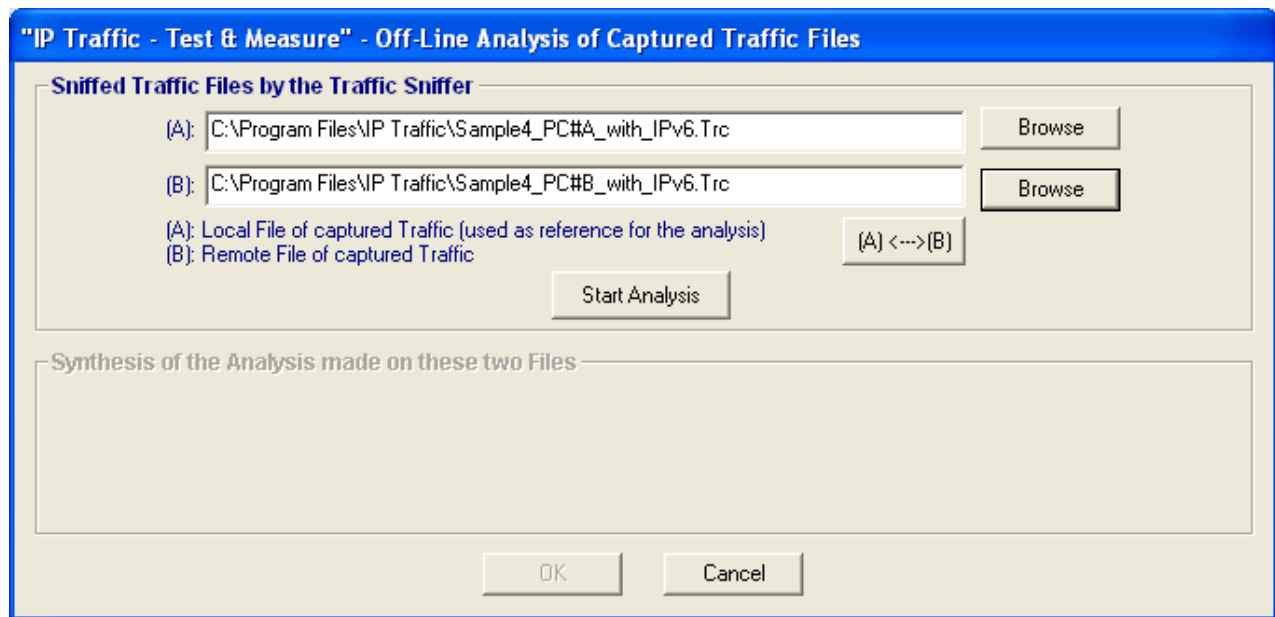 "IP Traffic - Test & Measure" - Off-Line Analysis of Captured Traffic Files
Sniffed Traffic Files by the Traffic Sniffer
(A): C:\Program Files\IP Traffic\Sample4_PC#A_with_IPv6.Trc Browse
(B): C:\Program Files\IP Traffic\Sample4_PC#B_with_IPv6.Trc Browse
(A): Local File of captured Traffic (used as reference for the analysis)
(B): Remote File of captured Traffic
(A) <--->(B)
Start Analysis
Synthesis of the Analysis made on these two Files
OK Cancel